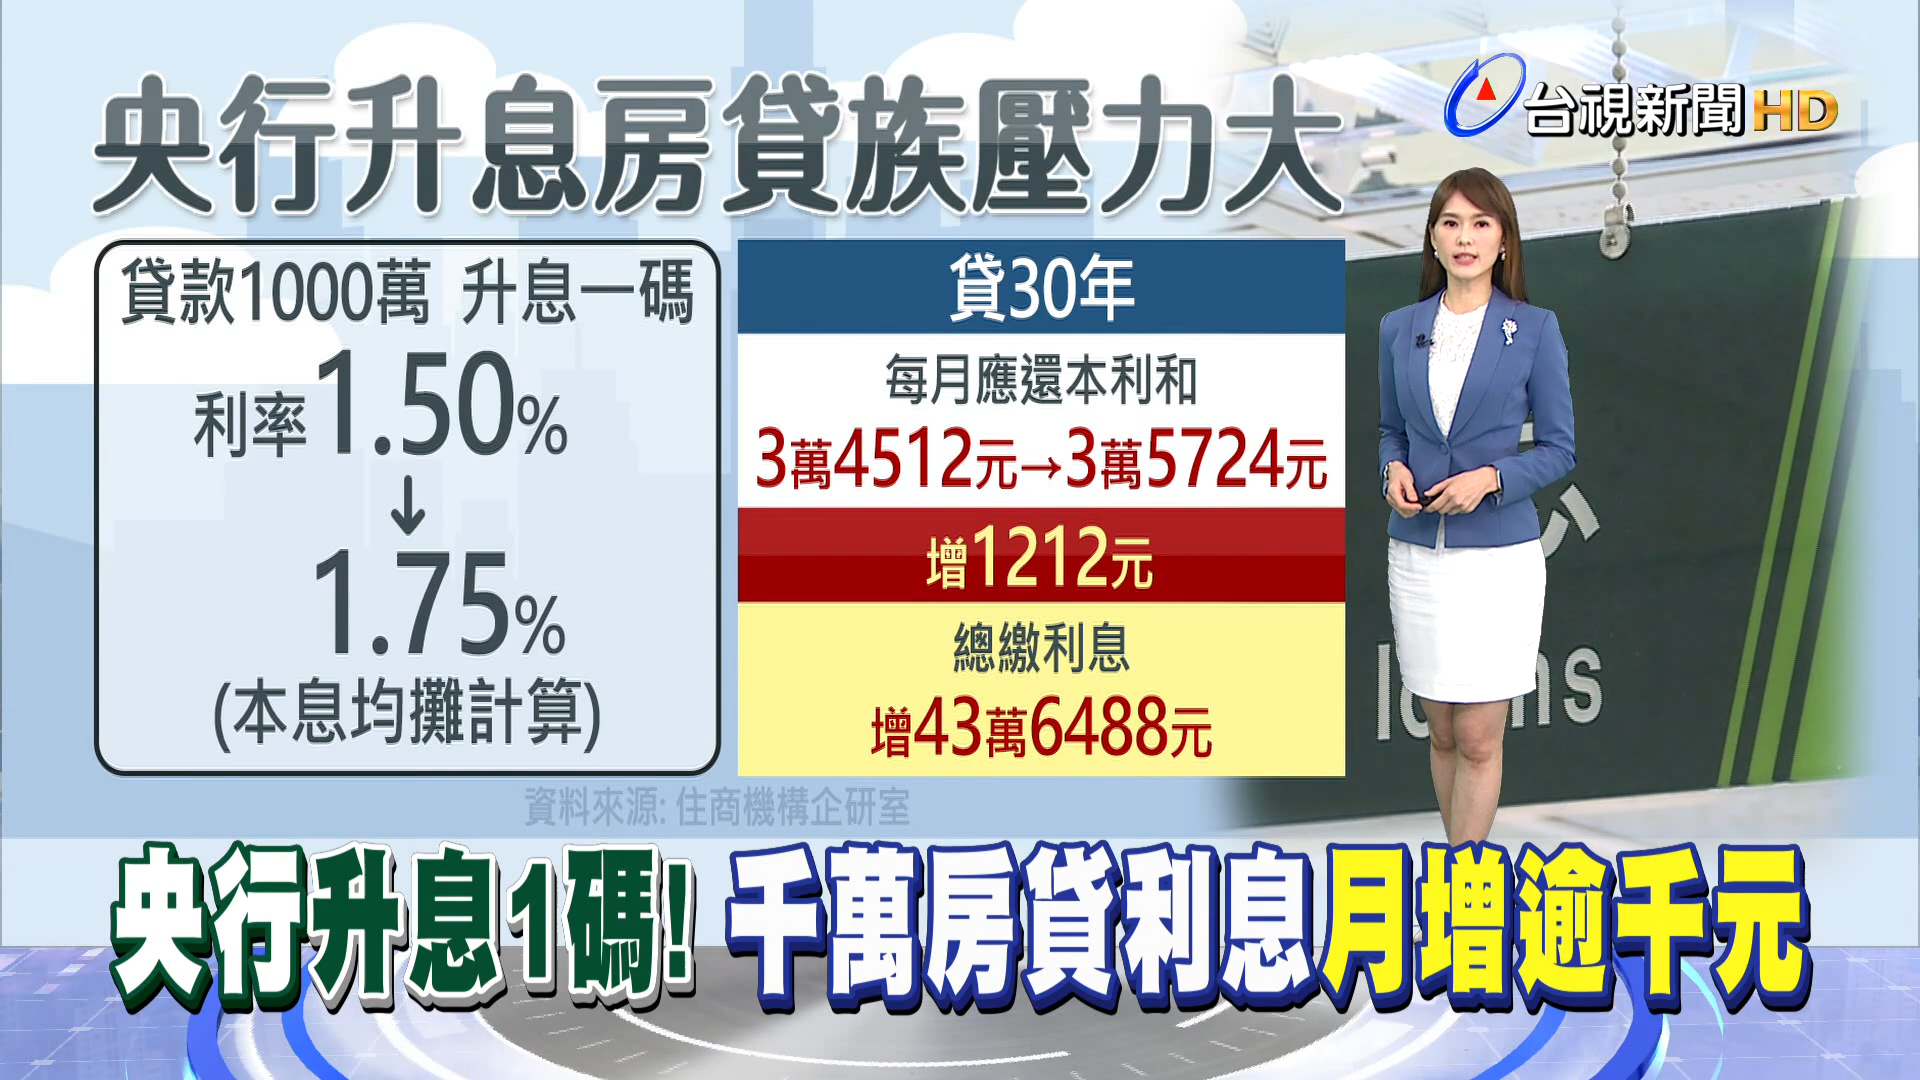 央行升息房貸族壓力大
台視新聞HD
貸款1000萬 升息一碼
利率1.50%
↓
1.75%
(本息均攤計算)
貸30年
每月應還本利和
3萬4512元→3萬5724元
增1212元
總繳利息
增43萬6488元
資料來源: 住商機構企研室
央行升息1碼! 千萬房貸利息月增逾千元